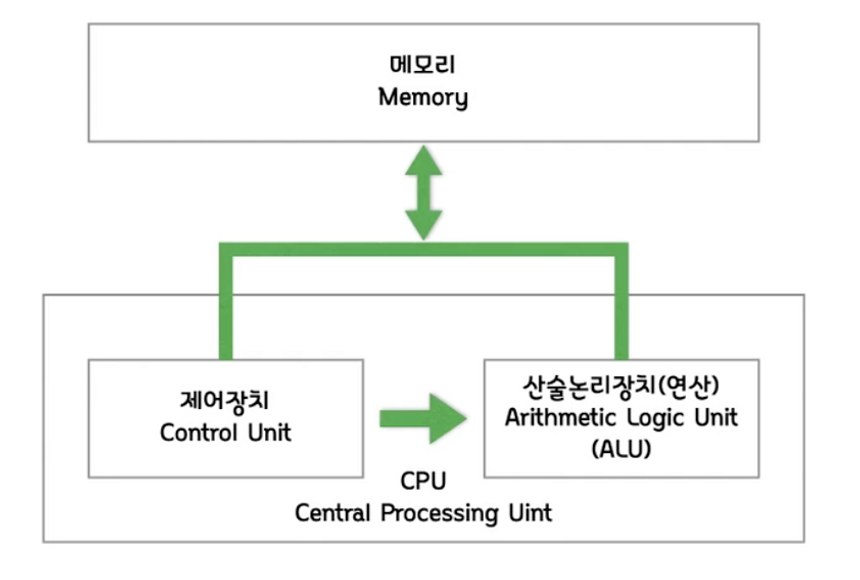 메모리
Memory
제어장치
Control Unit
산술논리장치(연산)
Arithmetic Logic Unit
(ALU)
CPU
Central Processing Uint